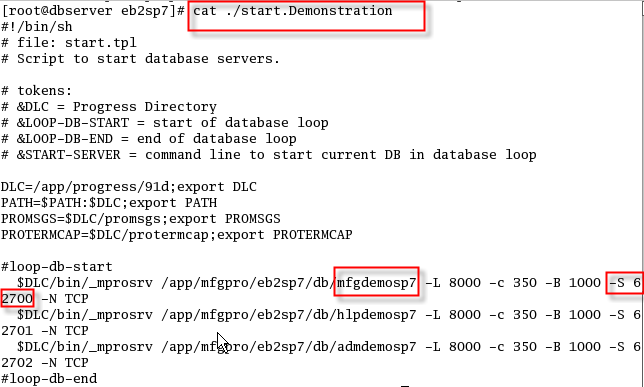 [root@dbserver eb2sp7]# cat ./start.Demonstration
#!/bin/sh
# file: start.tpl
# Script to start database servers.

# tokens:
# &DLC = Progress Directory
# &LOOP-DB-START = start of database loop
# &LOOP-DB-END = end of database loop
# &START-SERVER = command line to start current DB in database loop

DLC=/app/progress/91d;export DLC
PATH=$PATH:$DLC;export PATH
PROMSGS=$DLC/promsgs;export PROMSGS
PROTERMCAP=$DLC/protermcap;export PROTERMCAP

#loop-db-start
  $DLC/bin/_mprosrv /app/mfgpro/eb2sp7/db/mfgdemosp7 -L 8000 -c 350 -B 1000 -S 6
2700 -N TCP
  $DLC/bin/_mprosrv /app/mfgpro/eb2sp7/db/hlpdemosp7 -L 8000 -c 350 -B 1000 -S 6
2701 -N TCP
  $DLC/bin/_mprosrv /app/mfgpro/eb2sp7/db/admdemosp7 -L 8000 -c 350 -B 1000 -S 6
2702 -N TCP
#loop-db-end